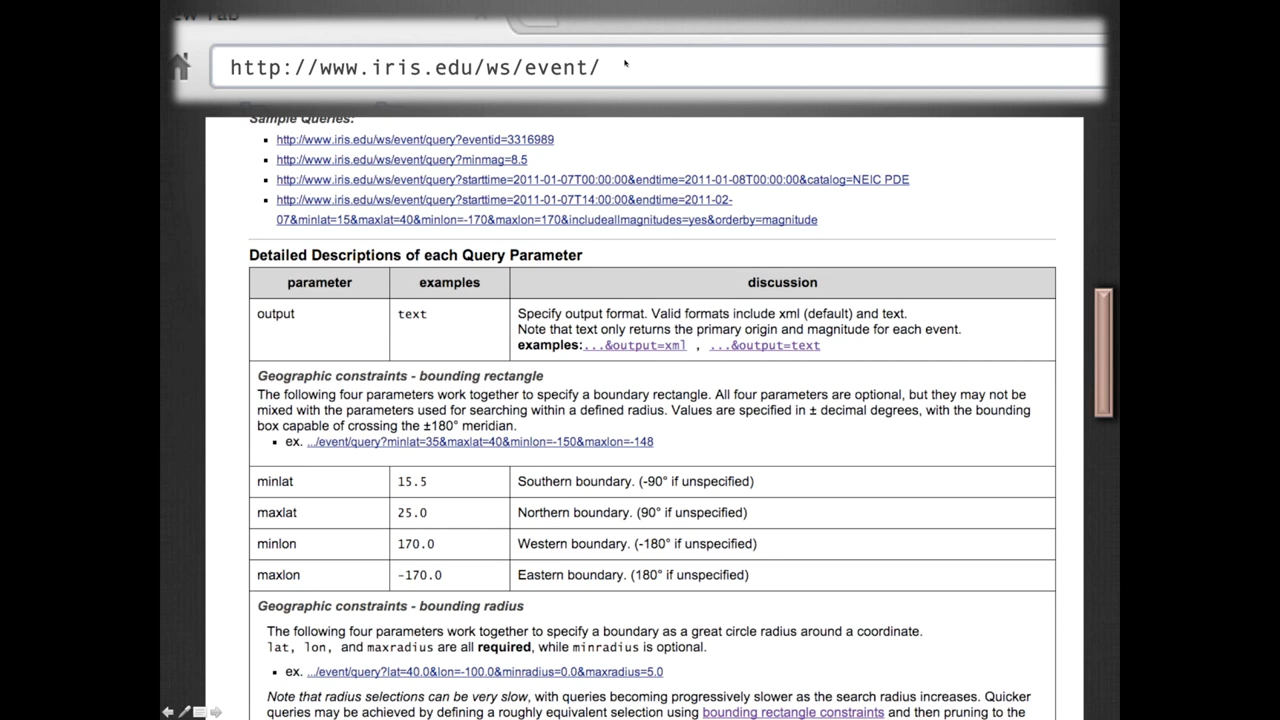 http://www.iris.edu/ws/event/
Sample Queries:
▪ http://www.iris.edu/ws/event/query?eventid=3316989
▪ http://www.iris.edu/ws/event/query?minmag=8.5
▪ http://www.iris.edu/ws/event/query?starttime=2011-01-07T00:00:00&endtime=2011-01-08T00:00:00&catalog=NEIC PDE
▪ http://www.iris.edu/ws/event/query?starttime=2011-01-07T14:00:00&endtime=2011-02-
07&minlat=15&maxlat=40&minlon=-170&maxlon=170&includeallmagnitudes=yes&orderby=magnitude
Detailed Descriptions of each Query Parameter
parameter examples discussion
output text Specify output format. Valid formats include xml (default) and text.
Note that text only returns the primary origin and magnitude for each event.
examples:...&output=xml , ...&output=text
Geographic constraints - bounding rectangle
The following four parameters work together to specify a boundary rectangle. All four parameters are optional, but they may not be
mixed with the parameters used for searching within a defined radius. Values are specified in ± decimal degrees, with the bounding
box capable of crossing the ±180° meridian.
▪ ex. .../event/query?minlat=35&maxlat=40&minlon=-150&maxlon=-148
minlat 15.5 Southern boundary. (-90° if unspecified)
maxlat 25.0 Northern boundary. (90° if unspecified)
minlon 170.0 Western boundary. (-180° if unspecified)
maxlon -170.0 Eastern boundary. (180° if unspecified)
Geographic constraints - bounding radius
The following four parameters work together to specify a boundary as a great circle radius around a coordinate.
lat, lon, and maxradius are all required, while minradius is optional.
▪ ex. .../event/query?lat=40.0&lon=-100.0&minradius=0.0&maxradius=5.0
Note that radius selections can be very slow, with queries becoming progressively slower as the search radius increases. Quicker
queries may be achieved by defining a roughly equivalent selection using bounding rectangle constraints and then pruning to the